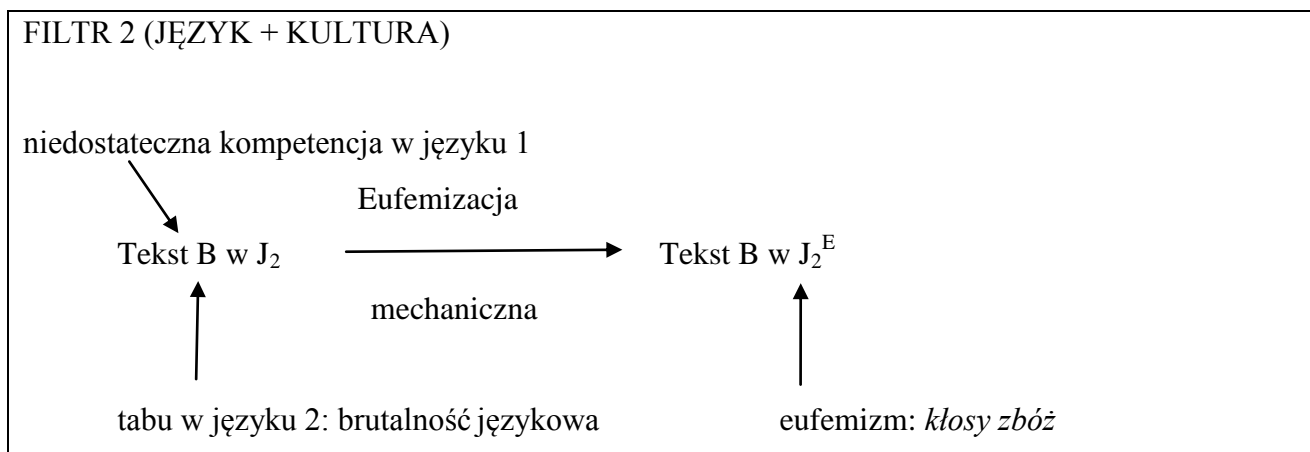 FILTR 2 (JĘZYK + KULTURA)
niedostateczna kompetencja w języku 1
Eufemizacja
Tekst B w J₂
Tekst B w J₂ᴱ
mechaniczna
tabu w języku 2: brutalność językowa
eufemizm: kłosy zbóż